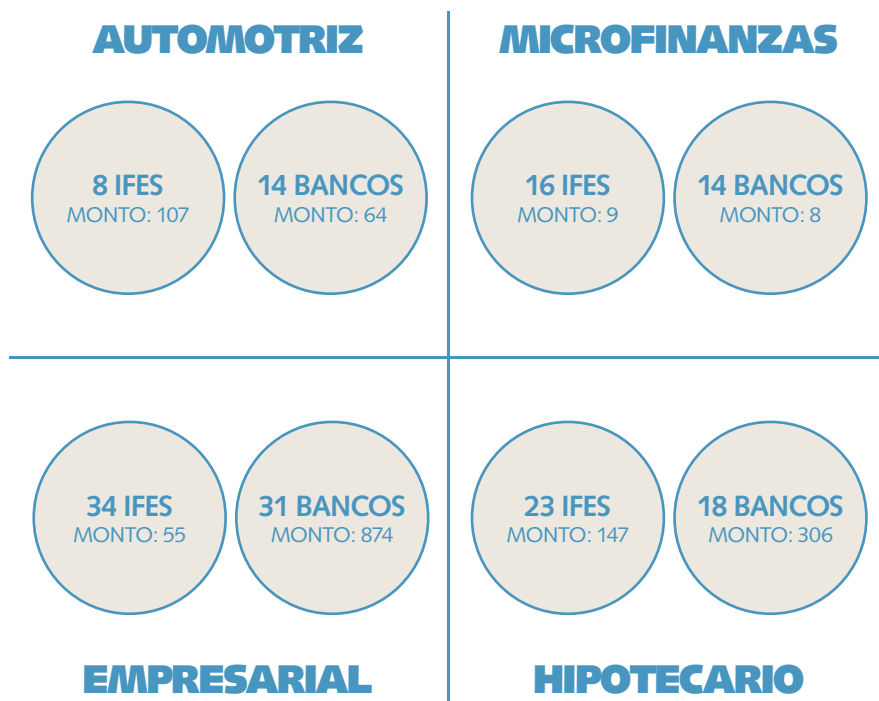 AUTOMOTRIZ
8 IFES
MONTO: 107
14 BANCOS
MONTO: 64
MICROFINANZAS
16 IFES
MONTO: 9
14 BANCOS
MONTO: 8
34 IFES
MONTO: 55
31 BANCOS
MONTO: 874
EMPRESARIAL
23 IFES
MONTO: 147
18 BANCOS
MONTO: 306
HIPOTECARIO